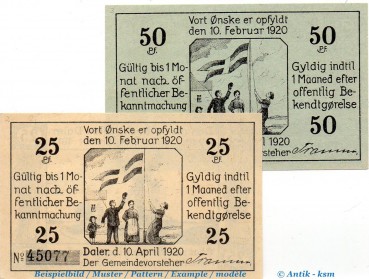 Vort Ønske er opfyldt
den 10. Februar 1920
50
Pf.
50
Pf.
Gültig bis 1 Mo-
nat nach öf-
fentlicher Be-
kanntmachung
Gyldig indtil
1 Maaned efter
offentlig Be-
kendtgørelse
50
Vort Ønske er opfyldt
den 10. Februar 1920
25
Pf.
25
Pf.
Gültig bis 1 Mo-
nat nach öf-
fentlicher Be-
kanntmachung
Gyldig indtil
1 Maaned efter
offentlig Be-
kendtgørelse
25
25
No 45077
Daler, d. 10. April 1920
Der Gemeindevorsteher
Beispielbild / Muster / Pattern / Example / modèle
© Antik - ksm